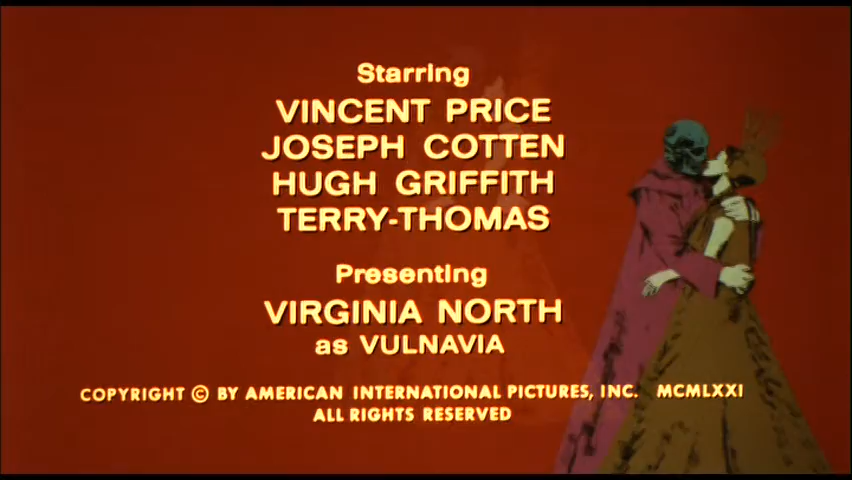 Starring
VINCENT PRICE
JOSEPH COTTEN
HUGH GRIFFITH
TERRY-THOMAS
Presenting
VIRGINIA NORTH
as VULNAVIA
COPYRIGHT © BY AMERICAN INTERNATIONAL PICTURES, INC. MCMLXXI
ALL RIGHTS RESERVED